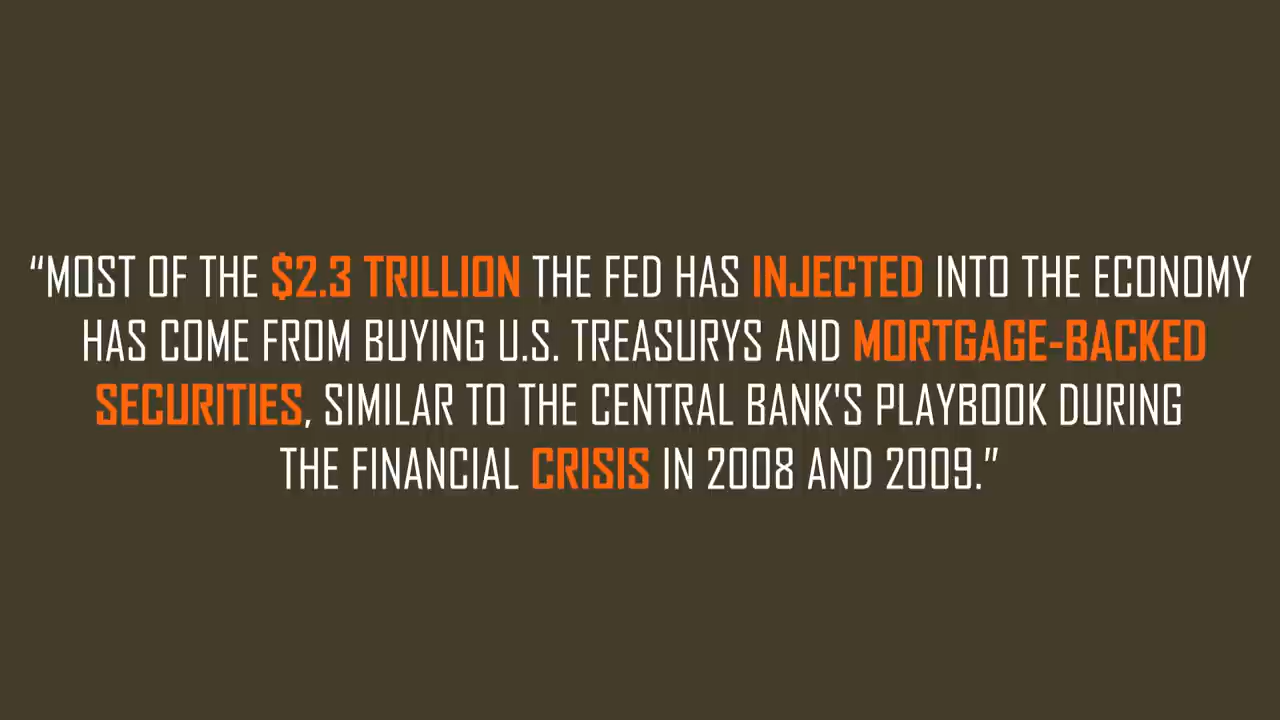 “MOST OF THE $2.3 TRILLION THE FED HAS INJECTED INTO THE ECONOMY
HAS COME FROM BUYING U.S. TREASURYS AND MORTGAGE-BACKED
SECURITIES, SIMILAR TO THE CENTRAL BANK'S PLAYBOOK DURING
THE FINANCIAL CRISIS IN 2008 AND 2009.”